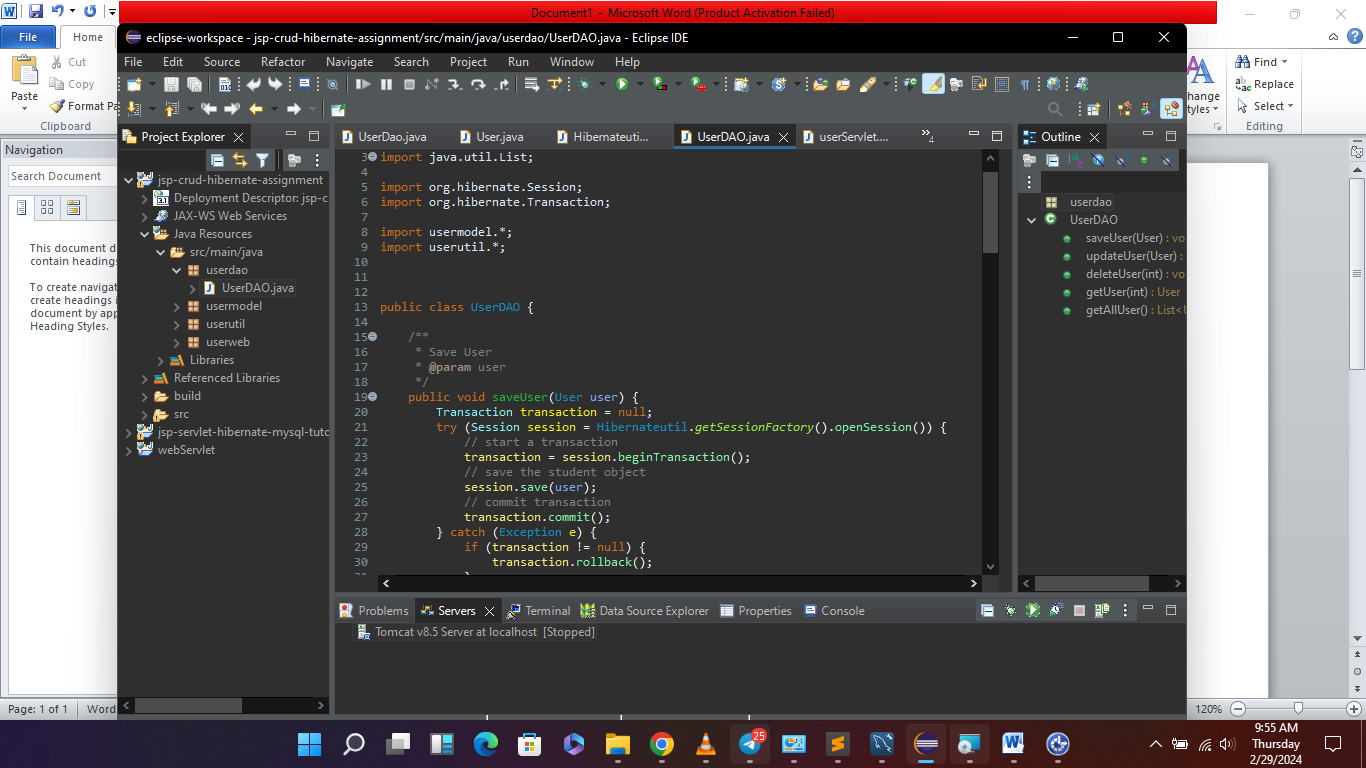 Document1 - Microsoft Word (Product Activation Failed)
File
Home
Cut
Copy
Paste
Format Pa
Clipboard
Find
Replace
Select
hange
tyles
Editing
Navigation
Search Document
This document d
contain headings
To create navigat
create headings i
document by app
Heading Styles.
Page: 1 of 1
Word
120%
eclipse-workspace - jsp-crud-hibernate-assignment/src/main/java/userdao/UserDAO.java - Eclipse IDE
File Edit Source Refactor Navigate Search Project Run Window Help
Project Explorer
jsp-crud-hibernate-assignment
Deployment Descriptor: jsp-c
3.1
JAX-WS Web Services
Java Resources
src/main/java
userdao
UserDAO.java
usermodel
userutil
userweb
Libraries
Referenced Libraries
build
src
jsp-servlet-hibernate-mysql-tuto
webServlet
UserDao.java User.java Hibernateuti... UserDAO.java userServlet.... »4
3 import java.util.List;
4
5 import org.hibernate.Session;
6 import org.hibernate.Transaction;
7
8 import usermodel.*;
9 import userutil.*;
10
11
12
13 public class UserDAO {
14
15 /**
16 * Save User
17 * @param user
18 */
19 public void saveUser(User user) {
20 Transaction transaction = null;
21 try (Session session = Hibernateutil.getSessionFactory().openSession()) {
22 // start a transaction
23 transaction = session.beginTransaction();
24 // save the student object
25 session.save(user);
26 // commit transaction
27 transaction.commit();
28 } catch (Exception e) {
29 if (transaction != null) {
30 transaction.rollback();
Outline
userdao
UserDAO
saveUser(User) : vo
updateUser(User) :
deleteUser(int) : vo
getUser(int) : User
getAllUser() : List<U
Problems Servers Terminal Data Source Explorer Properties Console
Tomcat v8.5 Server at localhost [Stopped]
25
9:55 AM
Thursday
2/29/2024